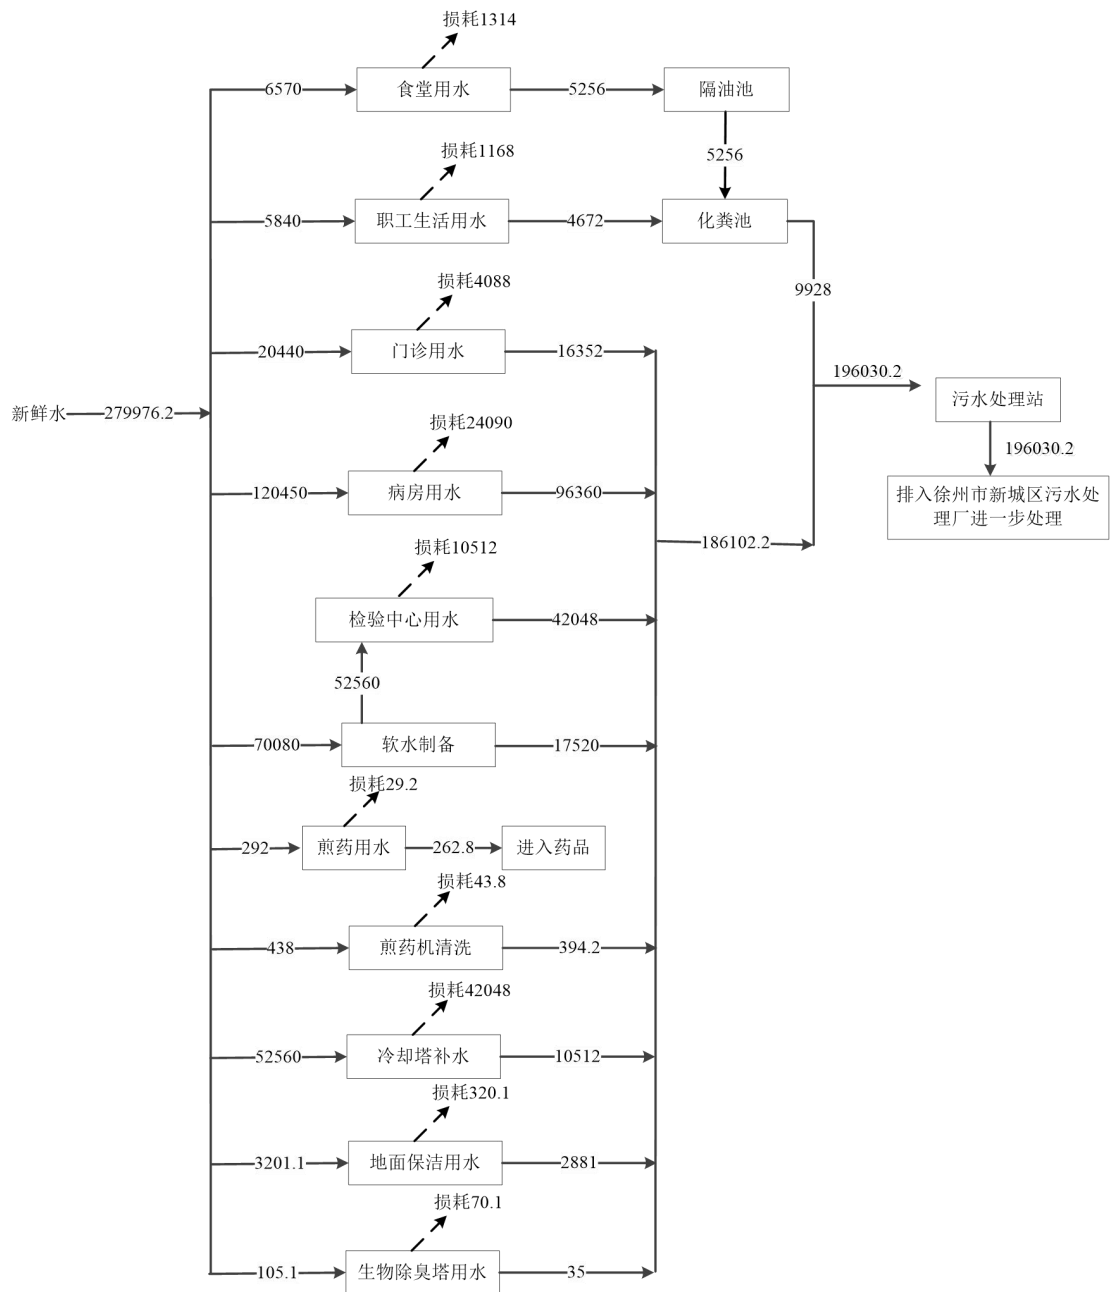 损耗1314
6570
食堂用水
5256
隔油池
5256
损耗1168
5840
职工生活用水
4672
化粪池
9928
损耗4088
20440
门诊用水
16352
196030.2
污水处理站
新鲜水
279976.2
损耗24090
196030.2
120450
病房用水
96360
排入徐州市新城区污水处
理厂进一步处理
186102.2
损耗10512
检验中心用水
42048
52560
70080
软水制备
17520
损耗29.2
292
煎药用水
262.8
进入药品
损耗43.8
438
煎药机清洗
394.2
损耗42048
52560
冷却塔补水
10512
损耗320.1
3201.1
地面保洁用水
2881
损耗70.1
105.1
生物除臭塔用水
35